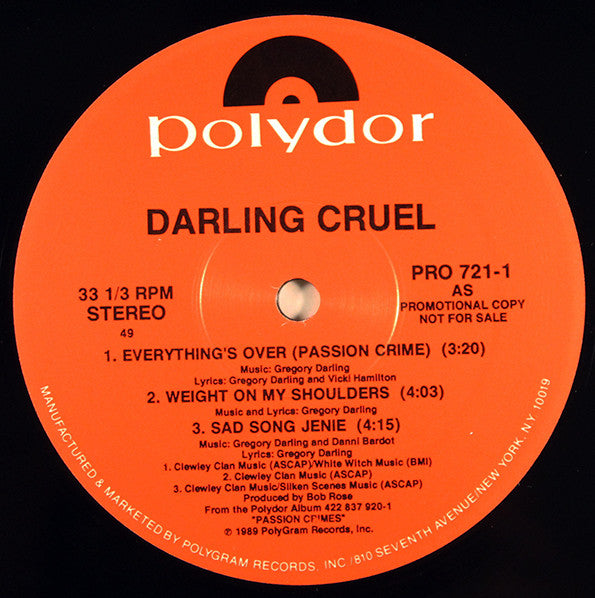 polydor
DARLING CRUEL
33 1/3 RPM
STEREO
49
PRO 721-1
AS
PROMOTIONAL COPY
NOT FOR SALE
1. EVERYTHING'S OVER (PASSION CRIME) (3:20)
Music: Gregory Darling
Lyrics: Gregory Darling and Vicki Hamilton
2. WEIGHT ON MY SHOULDERS (4:03)
Music and Lyrics: Gregory Darling
3. SAD SONG JENIE (4:15)
Music: Gregory Darling and Danni Bardot
Lyrics: Gregory Darling
1. Clewley Clan Music (ASCAP)/White Witch Music (BMI)
2. Clewley Clan Music (ASCAP)
3. Clewley Clan Music/Silken Scenes Music (ASCAP)
Produced by Bob Rose
From the Polydor Album 422 837 920-1
"PASSION CRIMES"
℗ 1989 PolyGram Records, Inc.
MANUFACTURED & MARKETED BY POLYGRAM RECORDS, INC./810 SEVENTH AVENUE/NEW YORK, N.Y. 10019